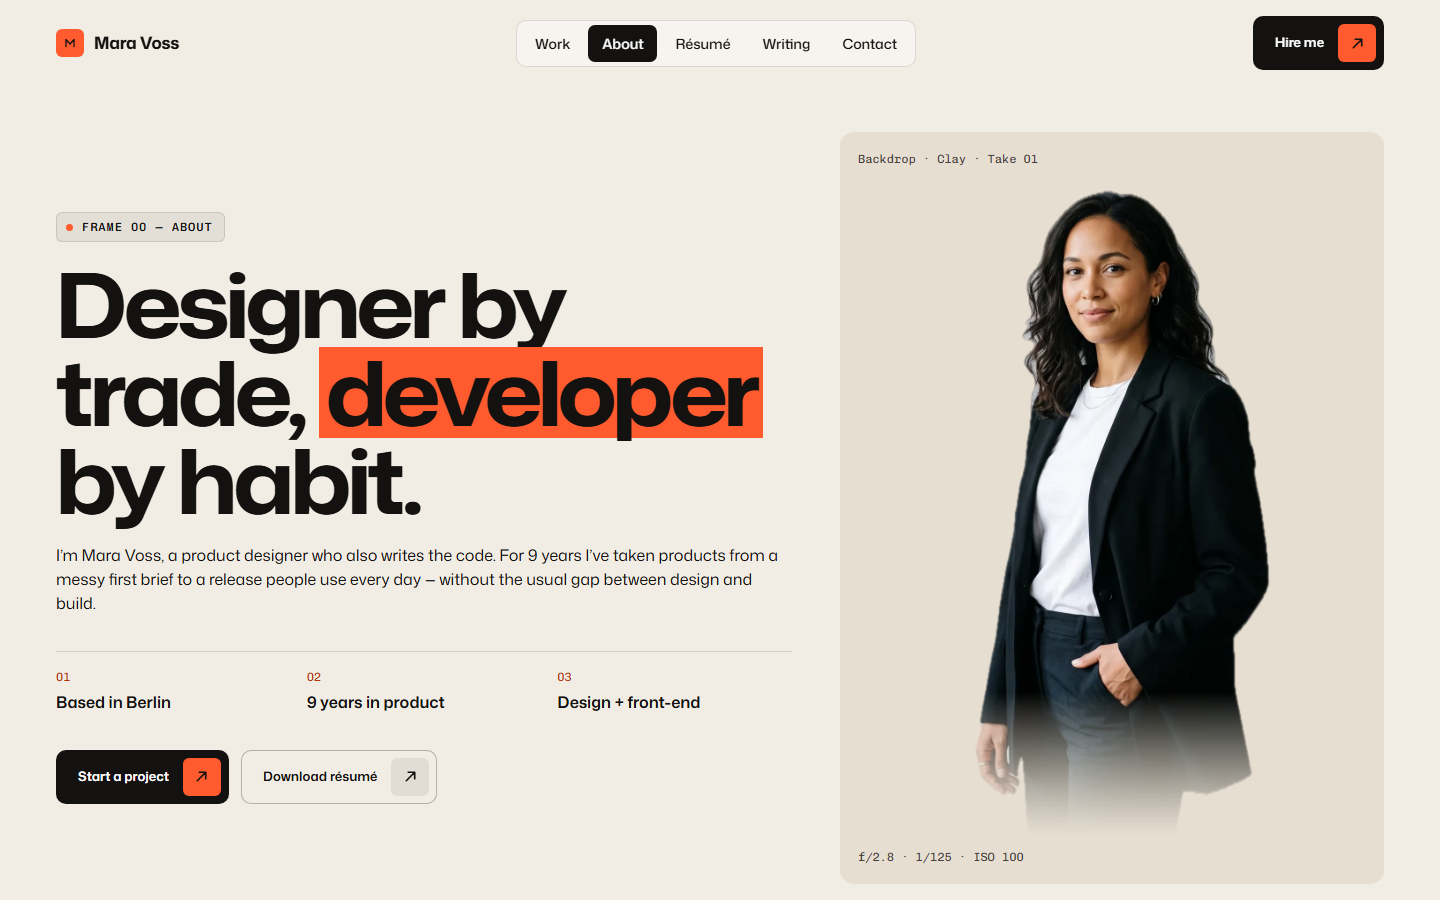 M Mara Voss
Work About Résumé Writing Contact
Hire me
FRAME 00 — ABOUT
Designer by
trade, developer
by habit.
I’m Mara Voss, a product designer who also writes the code. For 9 years I’ve taken products from a
messy first brief to a release people use every day — without the usual gap between design and
build.
01 02 03
Based in Berlin 9 years in product Design + front-end
Start a project Download résumé
Backdrop · Clay · Take 01
f/2.8 · 1/125 · ISO 100